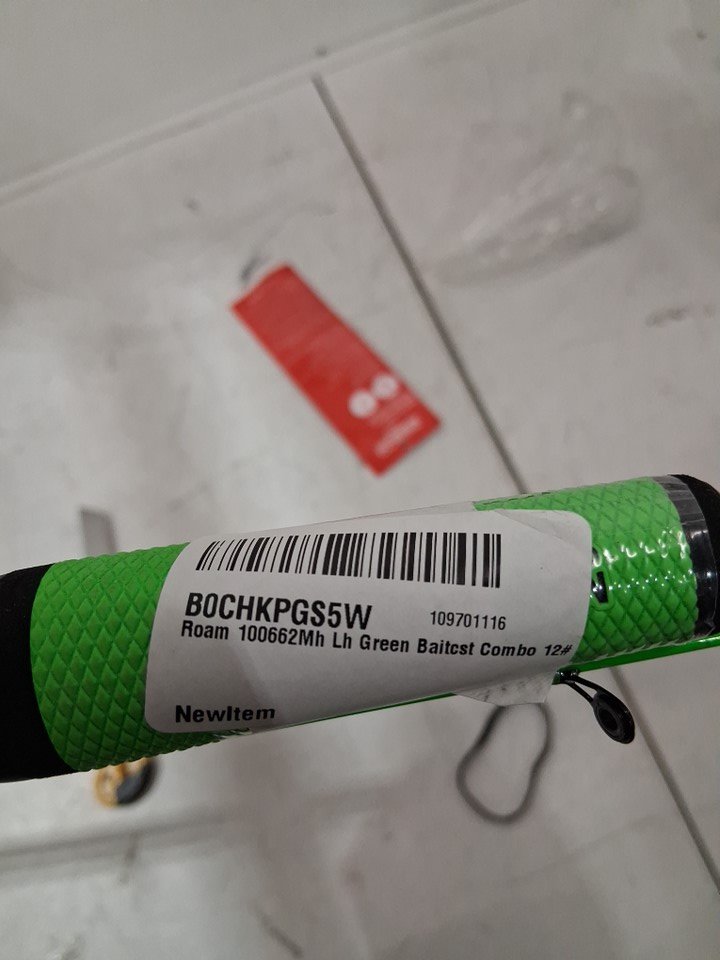 B0CHKPGS5W 109701116
Roam 100662Mh Lh Green Baitcst Combo 12#
NewItem